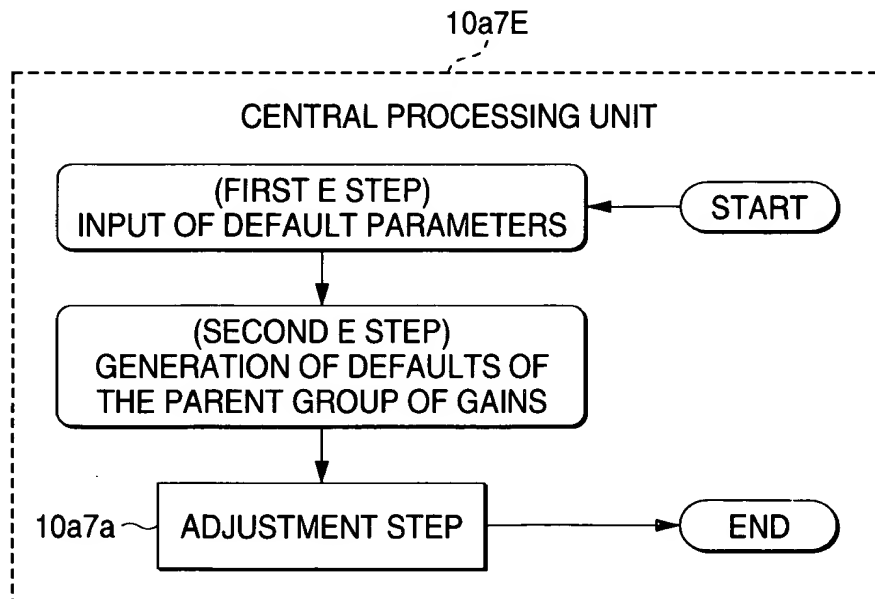 10a7E
CENTRAL PROCESSING UNIT
(FIRST E STEP)
INPUT OF DEFAULT PARAMETERS
START
(SECOND E STEP)
GENERATION OF DEFAULTS OF
THE PARENT GROUP OF GAINS
10a7a
ADJUSTMENT STEP
END